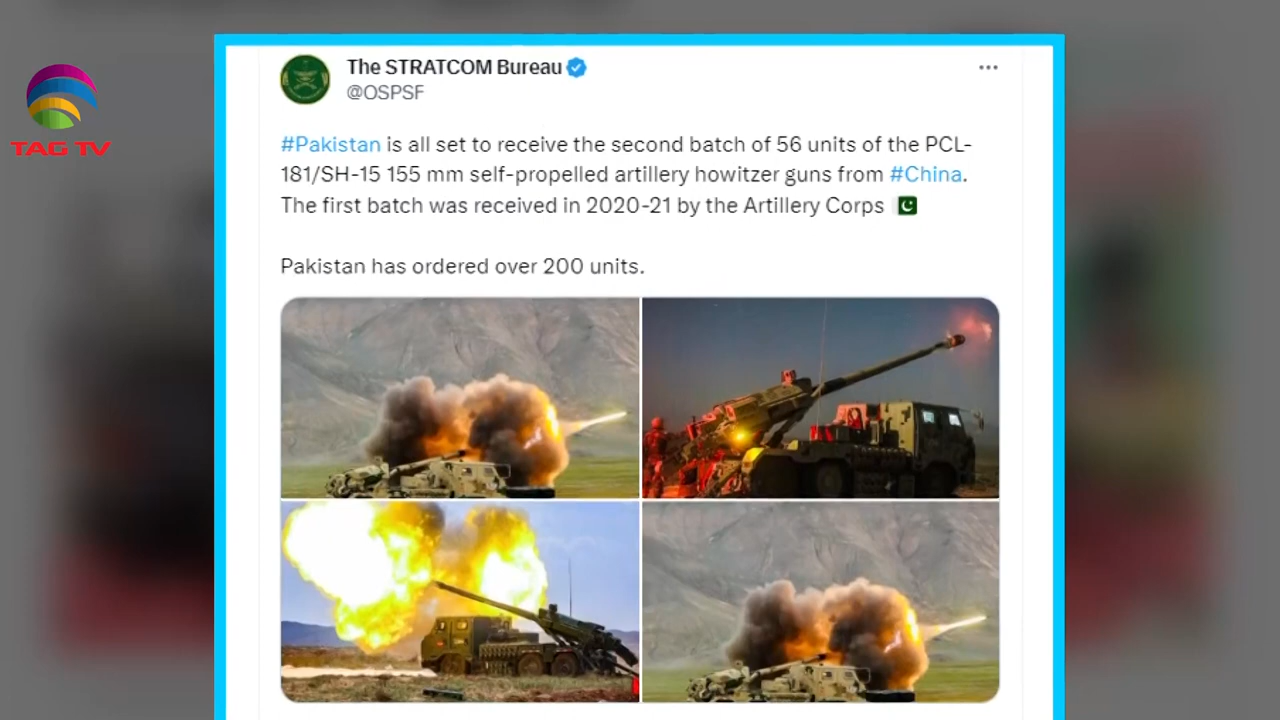 TAG TV
The STRATCOM Bureau
@OSPSF
#Pakistan is all set to receive the second batch of 56 units of the PCL-
181/SH-15 155 mm self-propelled artillery howitzer guns from #China.
The first batch was received in 2020-21 by the Artillery Corps 🇵🇰
Pakistan has ordered over 200 units.